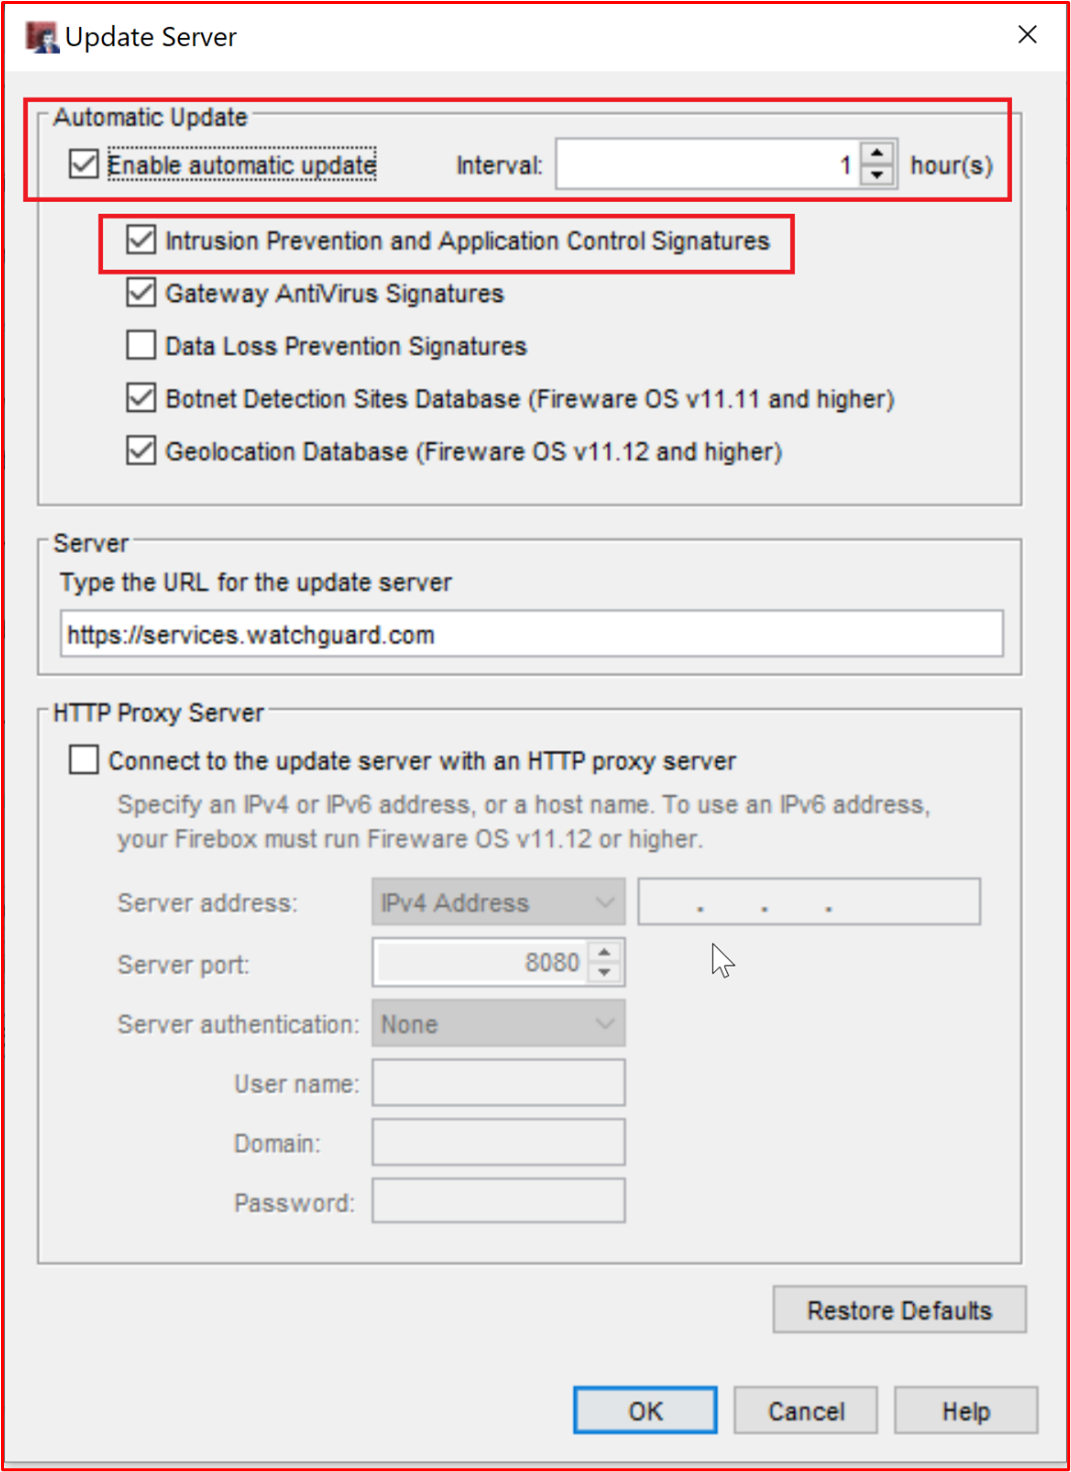 Update Server
Automatic Update
Enable automatic update Interval: 1 hour(s)
Intrusion Prevention and Application Control Signatures
Gateway AntiVirus Signatures
Data Loss Prevention Signatures
Botnet Detection Sites Database (Fireware OS v11.11 and higher)
Geolocation Database (Fireware OS v11.12 and higher)
Server
Type the URL for the update server
https://services.watchguard.com
HTTP Proxy Server
Connect to the update server with an HTTP proxy server
Specify an IPv4 or IPv6 address, or a host name. To use an IPv6 address,
your Firebox must run Fireware OS v11.12 or higher.
Server address: IPv4 Address . . .
Server port: 8080
Server authentication: None
User name:
Domain:
Password:
Restore Defaults
OK Cancel Help